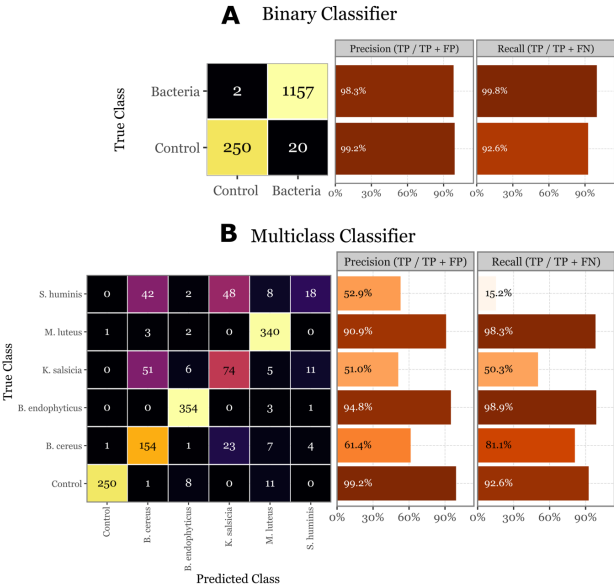 A Binary Classifier
Precision (TP / TP + FP)
Recall (TP / TP + FN)
True Class
Bacteria 2 1157 98.3% 99.8%
Control 250 20 99.2% 92.6%
Control Bacteria
0% 30% 60% 90% 0% 30% 60% 90%
B Multiclass Classifier
Precision (TP / TP + FP)
Recall (TP / TP + FN)
True Class
S. huminis 0 42 2 48 8 18 52.9% 15.2%
M. luteus 1 3 2 0 340 0 90.9% 98.3%
K. salsicia 0 51 6 74 5 11 51.0% 50.3%
B. endophyticus 0 0 354 0 3 1 94.8% 98.9%
B. cereus 1 154 1 23 7 4 61.4% 81.1%
Control 250 1 8 0 11 0 99.2% 92.6%
0% 30% 60% 90% 0% 30% 60% 90%
Control
B. cereus
B. endophyticus
K. salsicia
M. luteus
S. huminis
Predicted Class